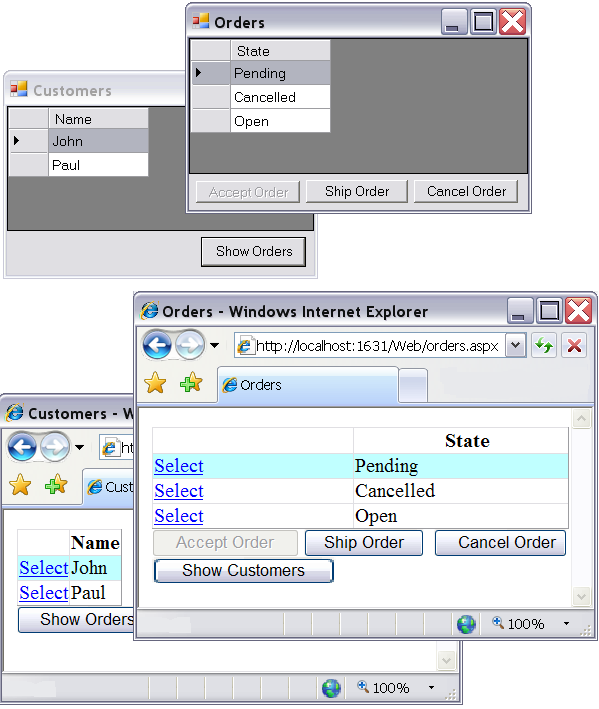 Orders
State
Pending
Cancelled
Open
Accept Order Ship Order Cancel Order
Customers
Name
John
Paul
Show Orders
Orders - Windows Internet Explorer
http://localhost:1631/Web/orders.aspx
Orders
State
Select Pending
Select Cancelled
Select Open
Accept Order Ship Order Cancel Order
Show Customers
100%
Customers - W
ht
Cust
Name
Select John
Select Paul
Show Orders
100%